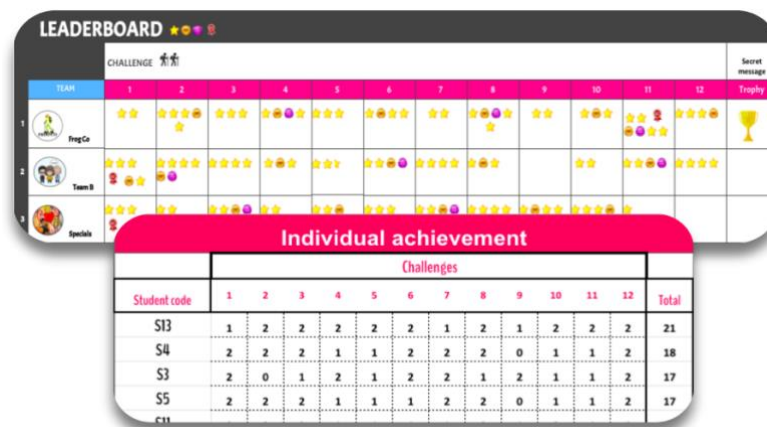 LEADERBOARD
CHALLENGE
Secret message
TEAM 1 2 3 4 5 6 7 8 9 10 11 12 Trophy
1 Frog Co
2 Team B
3 Specials
Individual achievement
Challenges
Student code 1 2 3 4 5 6 7 8 9 10 11 12 Total
S13 1 2 2 2 2 2 1 2 1 2 2 2 21
S4 2 2 2 1 1 2 2 2 0 1 1 2 18
S3 2 0 1 2 1 2 2 1 2 1 1 2 17
S5 2 2 2 1 1 1 2 2 0 1 1 2 17
S11